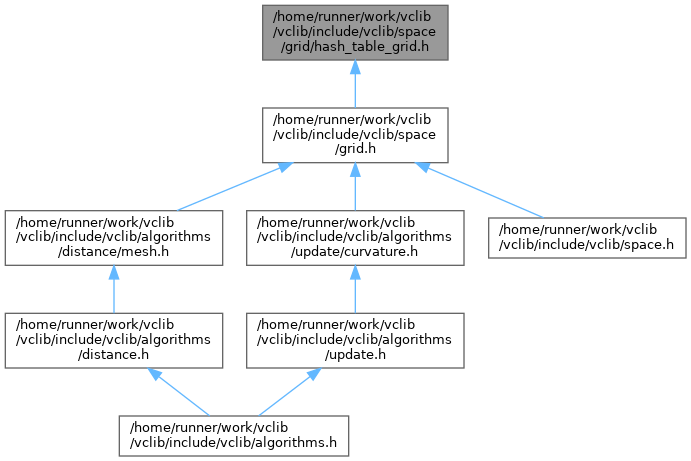 /home/runner/work/vclib
/vclib/include/vclib/space
/grid/hash_table_grid.h
/home/runner/work/vclib
/vclib/include/vclib/space
/grid.h
/home/runner/work/vclib
/vclib/include/vclib/algorithms
/distance/mesh.h
/home/runner/work/vclib
/vclib/include/vclib/algorithms
/update/curvature.h
/home/runner/work/vclib
/vclib/include/vclib/space.h
/home/runner/work/vclib
/vclib/include/vclib/algorithms
/distance.h
/home/runner/work/vclib
/vclib/include/vclib/algorithms
/update.h
/home/runner/work/vclib
/vclib/include/vclib/algorithms.h